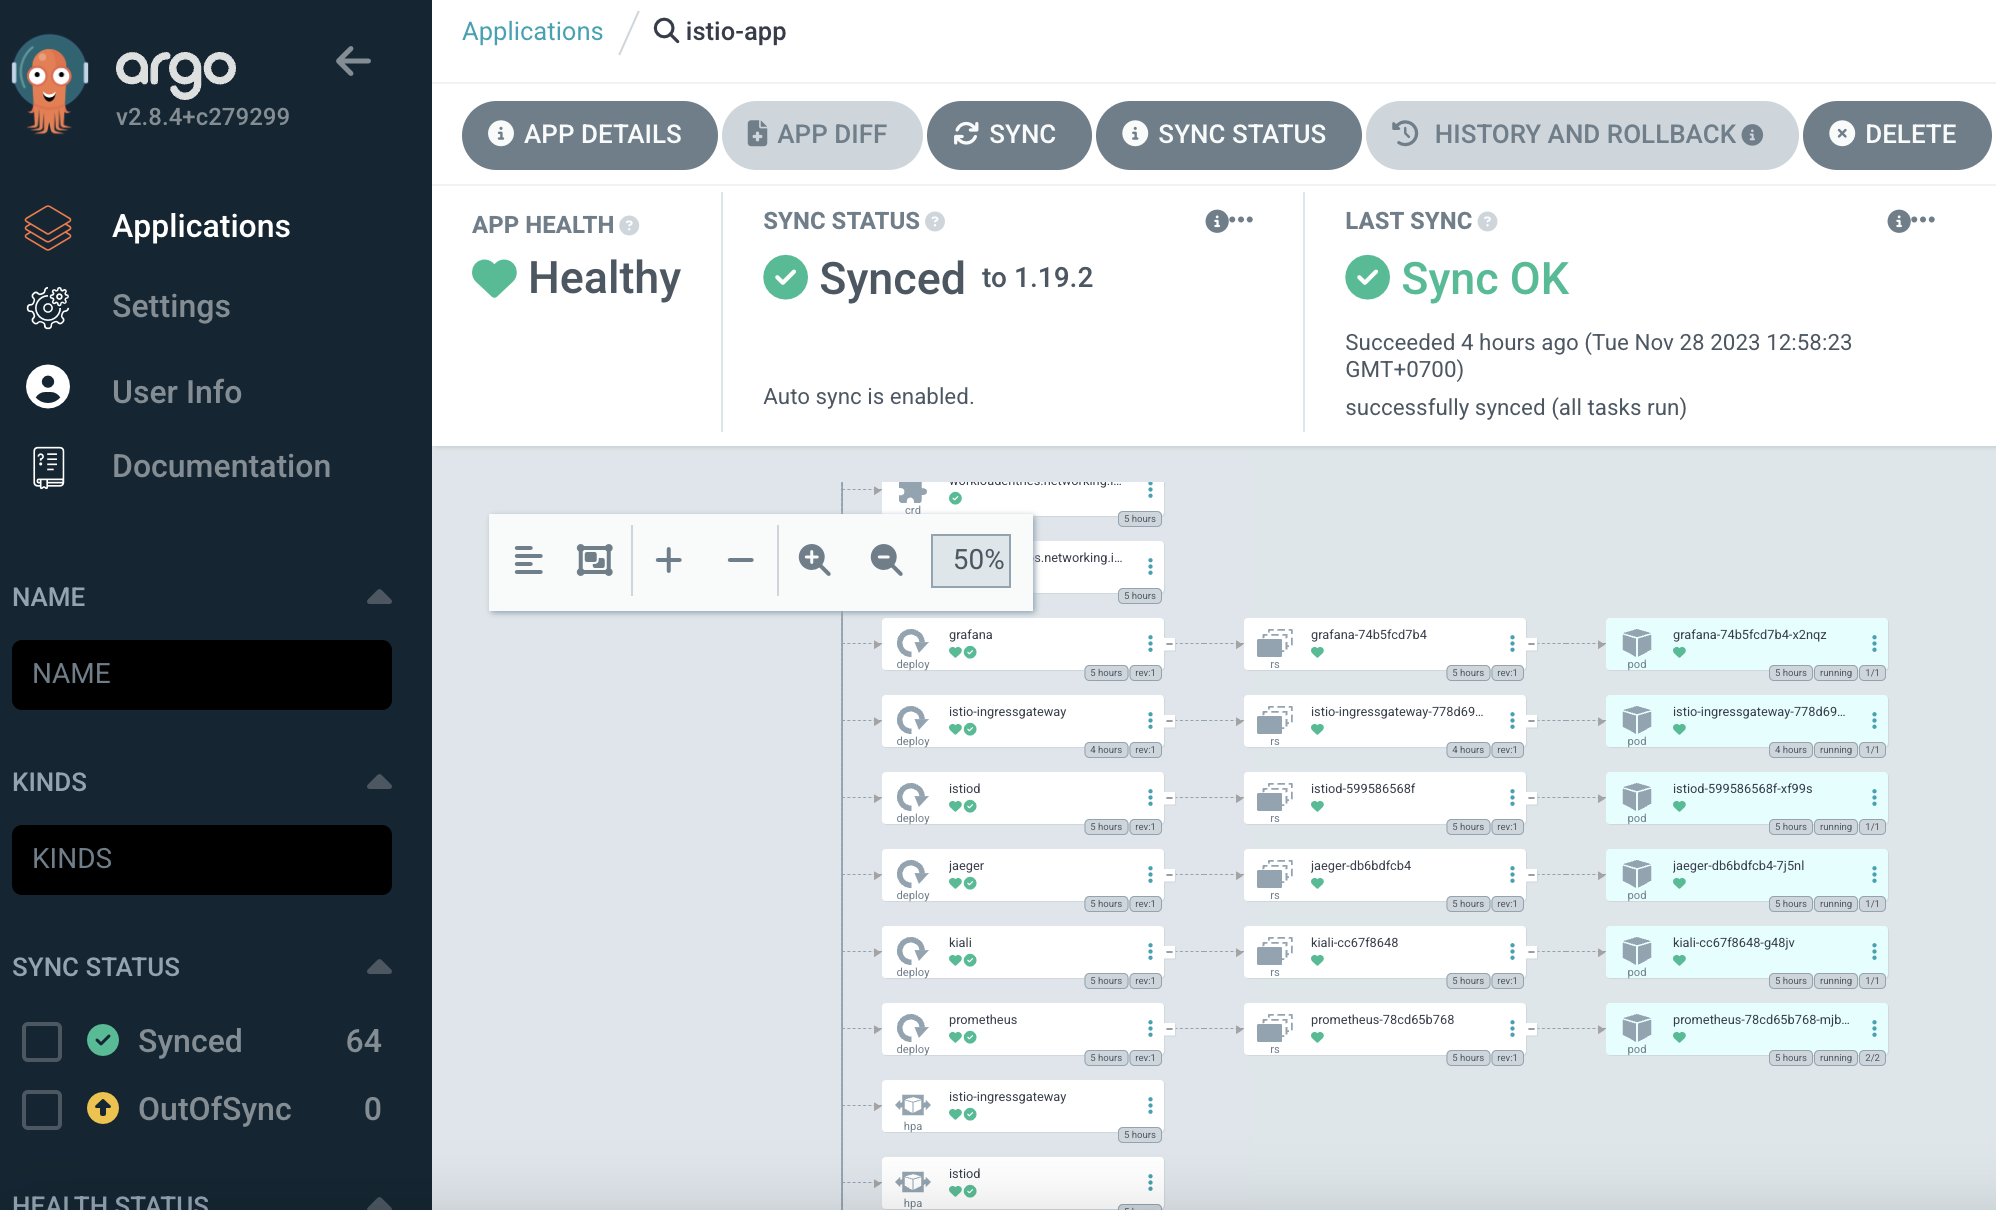 argo
v2.8.4+c279299
Applications
Settings
User Info
Documentation
NAME
NAME
KINDS
KINDS
SYNC STATUS
Synced 64
OutOfSync 0
HEALTH STATUS
Applications / istio-app
APP DETAILS APP DIFF SYNC SYNC STATUS HISTORY AND ROLLBACK DELETE
APP HEALTH
Healthy
SYNC STATUS
Synced to 1.19.2
Auto sync is enabled.
LAST SYNC
Sync OK
Succeeded 4 hours ago (Tue Nov 28 2023 12:58:23
GMT+0700)
successfully synced (all tasks run)
50%
workloadentries.networking.i...
crd
5 hours
s.networking.i...
5 hours
grafana
deploy
5 hours rev:1
grafana-74b5fcd7b4
rs
5 hours rev:1
grafana-74b5fcd7b4-x2nqz
pod
5 hours running 1/1
istio-ingressgateway
deploy
4 hours rev:1
istio-ingressgateway-778d69...
rs
4 hours rev:1
istio-ingressgateway-778d69...
pod
4 hours running 1/1
istiod
deploy
5 hours rev:1
istiod-599586568f
rs
5 hours rev:1
istiod-599586568f-xf99s
pod
5 hours running 1/1
jaeger
deploy
5 hours rev:1
jaeger-db6bdfcb4
rs
5 hours rev:1
jaeger-db6bdfcb4-7j5nl
pod
5 hours running 1/1
kiali
deploy
5 hours rev:1
kiali-cc67f8648
rs
5 hours rev:1
kiali-cc67f8648-g48jv
pod
5 hours running 1/1
prometheus
deploy
5 hours rev:1
prometheus-78cd65b768
rs
5 hours rev:1
prometheus-78cd65b768-mjb...
pod
5 hours running 2/2
istio-ingressgateway
hpa
5 hours
istiod
hpa